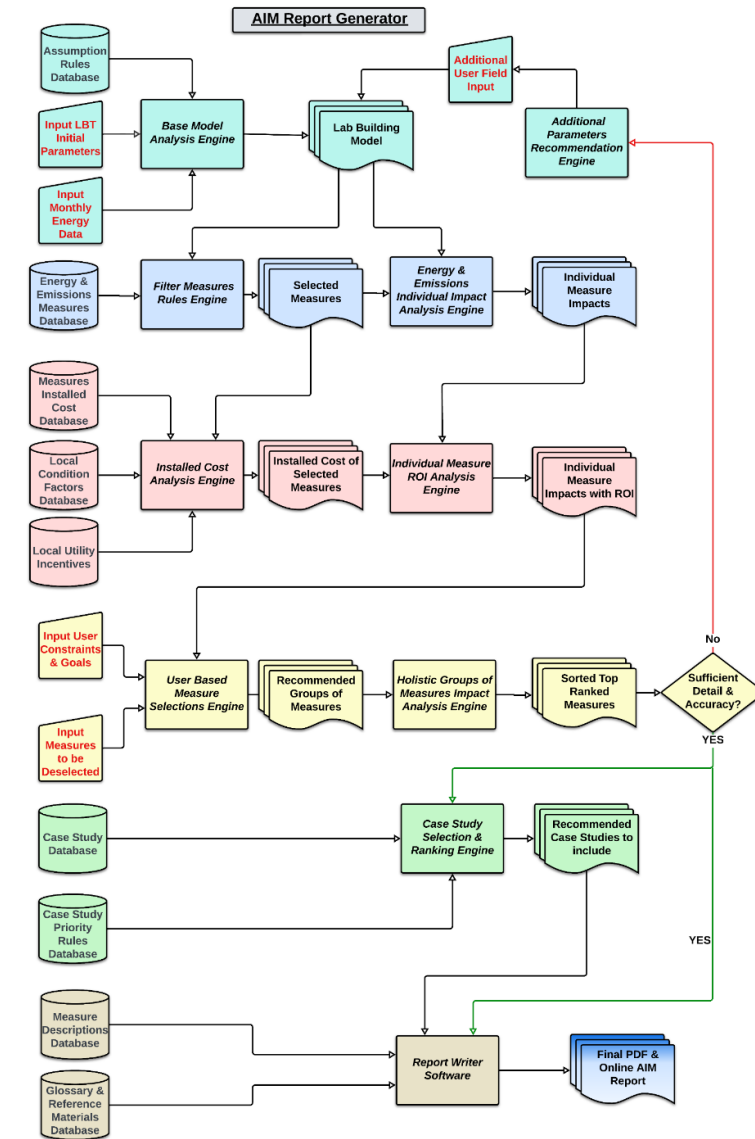 AIM Report Generator
Assumption
Rules
Database
Input LBT
Initial
Parameters
Input
Monthly
Energy
Data
Base Model
Analysis Engine
Lab Building
Model
Additional
User Field
Input
Additional
Parameters
Recommendation
Engine
Energy &
Emissions
Measures
Database
Filter Measures
Rules Engine
Selected
Measures
Energy &
Emissions
Individual Impact
Analysis Engine
Individual
Measure
Impacts
Measures
Installed
Cost
Database
Local
Condition
Factors
Database
Local Utility
Incentives
Installed Cost
Analysis Engine
Installed Cost of
Selected
Measures
Individual Measure
ROI Analysis
Engine
Individual
Measure
Impacts with ROI
Input User
Constraints
& Goals
Input
Measures
to be
Deselected
User Based
Measure
Selections Engine
Recommended
Groups of
Measures
Holistic Groups of
Measures Impact
Analysis Engine
Sorted Top
Ranked
Measures
No
Sufficient
Detail &
Accuracy?
YES
Case Study
Database
Case Study
Priority
Rules
Database
Case Study
Selection &
Ranking Engine
Recommended
Case Studies to
include
YES
Measure
Descriptions
Database
Glossary &
Reference
Materials
Database
Report Writer
Software
Final PDF &
Online AIM
Report